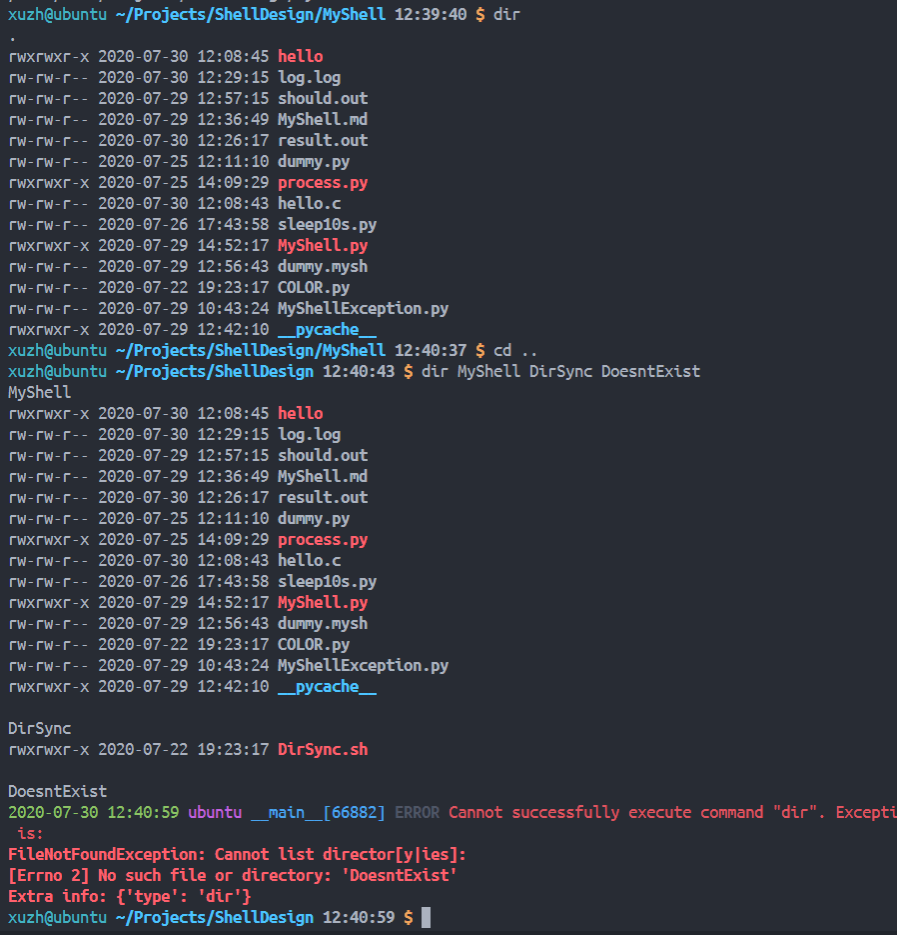 xuzh@ubuntu ~/Projects/ShellDesign/MyShell 12:39:40 $ dir
.
rwxrwxr-x 2020-07-30 12:08:45 hello
rw-rw-r-- 2020-07-30 12:29:15 log.log
rw-rw-r-- 2020-07-29 12:57:15 should.out
rw-rw-r-- 2020-07-29 12:36:49 MyShell.md
rw-rw-r-- 2020-07-30 12:26:17 result.out
rw-rw-r-- 2020-07-25 12:11:10 dummy.py
rwxrwxr-x 2020-07-25 14:09:29 process.py
rw-rw-r-- 2020-07-30 12:08:43 hello.c
rw-rw-r-- 2020-07-26 17:43:58 sleep10s.py
rwxrwxr-x 2020-07-29 14:52:17 MyShell.py
rw-rw-r-- 2020-07-29 12:56:43 dummy.mysh
rw-rw-r-- 2020-07-22 19:23:17 COLOR.py
rw-rw-r-- 2020-07-29 10:43:24 MyShellException.py
rwxrwxr-x 2020-07-29 12:42:10 __pycache__
xuzh@ubuntu ~/Projects/ShellDesign/MyShell 12:40:37 $ cd ..
xuzh@ubuntu ~/Projects/ShellDesign 12:40:43 $ dir MyShell DirSync DoesntExist
MyShell
rwxrwxr-x 2020-07-30 12:08:45 hello
rw-rw-r-- 2020-07-30 12:29:15 log.log
rw-rw-r-- 2020-07-29 12:57:15 should.out
rw-rw-r-- 2020-07-29 12:36:49 MyShell.md
rw-rw-r-- 2020-07-30 12:26:17 result.out
rw-rw-r-- 2020-07-25 12:11:10 dummy.py
rwxrwxr-x 2020-07-25 14:09:29 process.py
rw-rw-r-- 2020-07-30 12:08:43 hello.c
rw-rw-r-- 2020-07-26 17:43:58 sleep10s.py
rwxrwxr-x 2020-07-29 14:52:17 MyShell.py
rw-rw-r-- 2020-07-29 12:56:43 dummy.mysh
rw-rw-r-- 2020-07-22 19:23:17 COLOR.py
rw-rw-r-- 2020-07-29 10:43:24 MyShellException.py
rwxrwxr-x 2020-07-29 12:42:10 __pycache__
DirSync
rwxrwxr-x 2020-07-22 19:23:17 DirSync.sh
DoesntExist
2020-07-30 12:40:59 ubuntu __main__[66882] ERROR Cannot successfully execute command "dir". Excepti
is:
FileNotFoundException: Cannot list director[y|ies]:
[Errno 2] No such file or directory: 'DoesntExist'
Extra info: {'type': 'dir'}
xuzh@ubuntu ~/Projects/ShellDesign 12:40:59 $